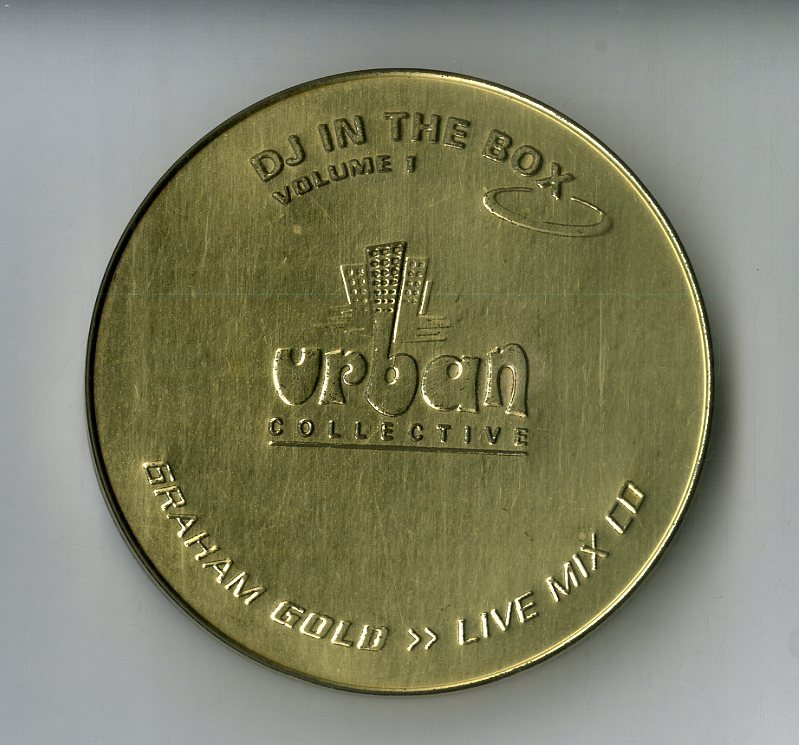 DJ IN THE BOX
VOLUME 1
urban
COLLECTIVE
GRAHAM GOLD >> LIVE MIX CD